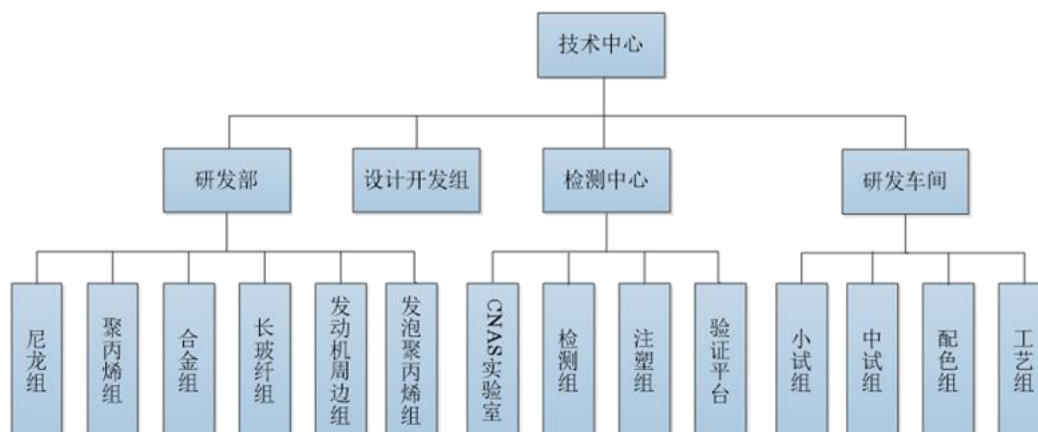 技术中心
研发部
设计开发组
检测中心
研发车间
尼龙组
聚丙烯组
合金组
长玻纤组
发动机周边组
发泡聚丙烯组
CNAS实验室
检测组
注塑组
验证平台
小试组
中试组
配色组
工艺组